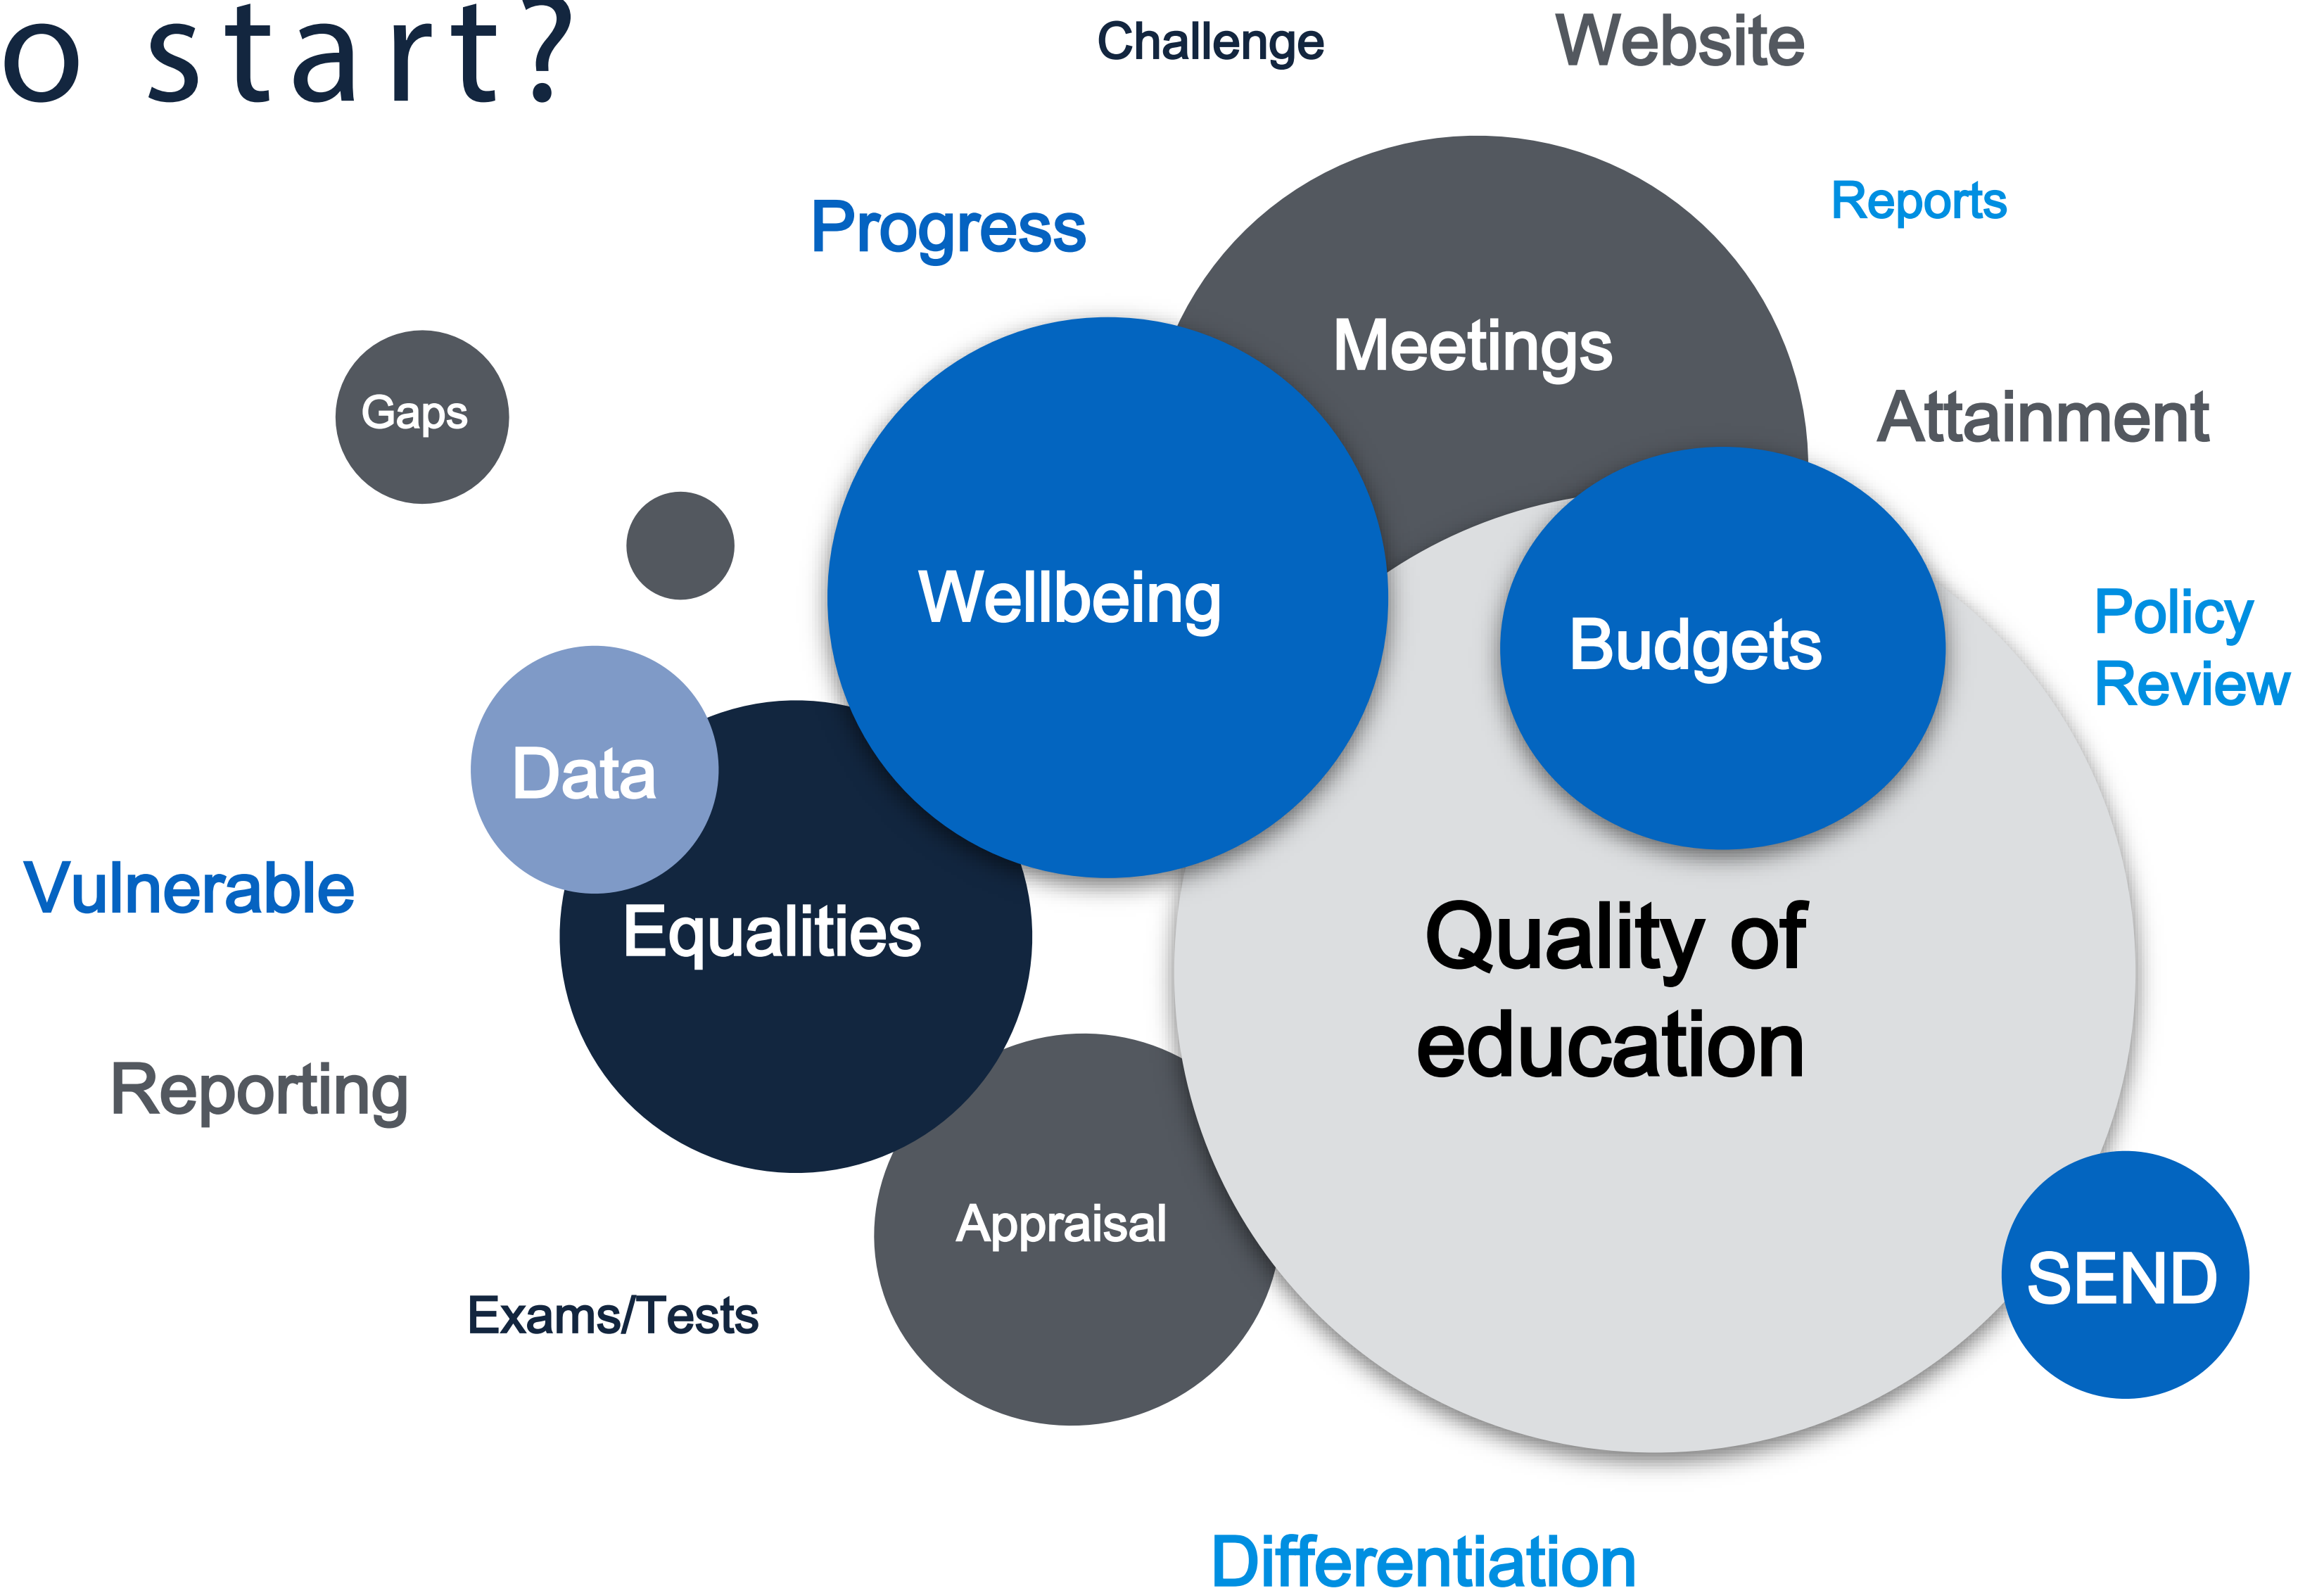 o start?
Challenge
Website
Reports
Progress
Meetings
Gaps
Attainment
Wellbeing
Budgets
Policy
Review
Data
Vulnerable
Equalities
Quality of
education
Reporting
Appraisal
SEND
Exams/Tests
Differentiation